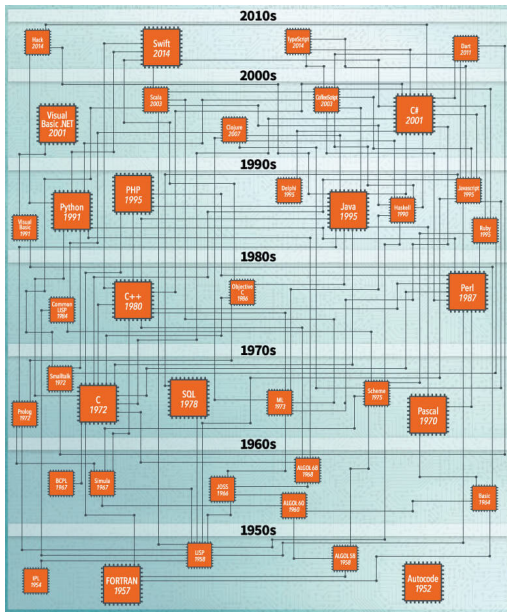 2010s
Hack
2014
Swift
2014
TypeScript
2014
Dart
2011
2000s
Scala
2003
CoffeeScript
2003
C#
2001
Visual
Basic .NET
2001
Clojure
2007
1990s
PHP
1995
Delphi
1995
Javascript
1995
Python
1991
Java
1995
Haskell
1990
Visual
Basic
1991
Ruby
1995
1980s
C++
1980
Objective
C
1986
Perl
1987
Common
LISP
1984
1970s
Smalltalk
1972
C
1972
SQL
1978
ML
1973
Scheme
1975
Pascal
1970
Prolog
1972
1960s
ALGOL 68
1968
BCPL
1967
Simula
1967
JOSS
1966
ALGOL 60
1960
Basic
1964
1950s
LISP
1958
ALGOL 58
1958
IPL
1954
FORTRAN
1957
Autocode
1952